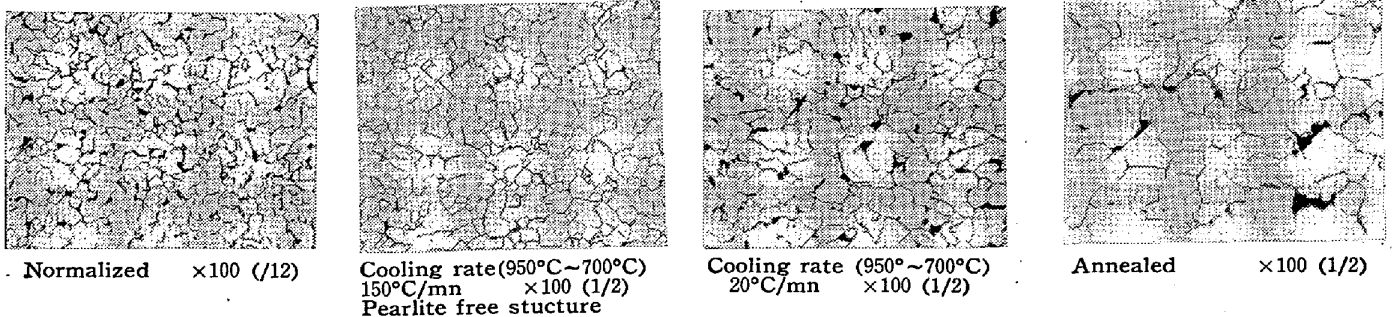 Normalized ×100 (/12)
Cooling rate(950°C~700°C)
150°C/mn ×100 (1/2)
Pearlite free stucture
Cooling rate (950°~700°C)
20°C/mn ×100 (1/2)
Annealed ×100 (1/2)